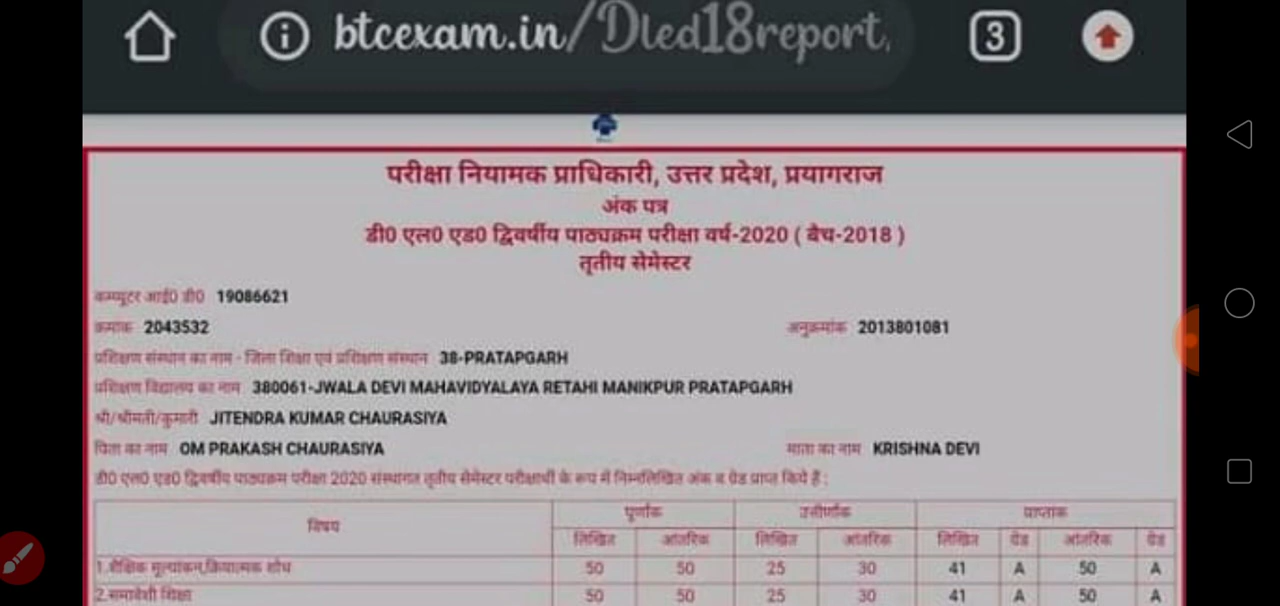 btcexam.in/Dled18report.
3
परीक्षा नियामक प्राधिकारी, उत्तर प्रदेश, प्रयागराज
अंक पत्र
डी0 एल0 एड0 द्विवर्षीय पाठ्यक्रम परीक्षा वर्ष-2020 ( बैच-2018 )
तृतीय सेमेस्टर
कम्प्यूटर आई0 डी0 19086621
क्रमांक 2043532 अनुक्रमांक 2013801081
प्रशिक्षण संस्थान का नाम - जिला शिक्षा एवं प्रशिक्षण संस्थान 38-PRATAPGARH
प्रशिक्षण विद्यालय का नाम 380061-JWALA DEVI MAHAVIDYALAYA RETAHI MANIKPUR PRATAPGARH
श्री/श्रीमती/कुमारी JITENDRA KUMAR CHAURASIYA
पिता का नाम OM PRAKASH CHAURASIYA माता का नाम KRISHNA DEVI
डी0 एल0 एड0 द्विवर्षीय पाठ्यक्रम परीक्षा 2020 संस्थागत तृतीय सेमेस्टर परीक्षार्थी के रूप में निम्नलिखित अंक व ग्रेड प्राप्त किये हैं :
विषय पूर्णांक उत्तीर्णांक प्राप्तांक
लिखित आंतरिक लिखित आंतरिक लिखित ग्रेड आंतरिक ग्रेड
1.शैक्षिक मूल्यांकन,क्रियात्मक शोध 50 50 25 30 41 A 50 A
2.समावेशी शिक्षा 50 50 25 30 41 A 50 A